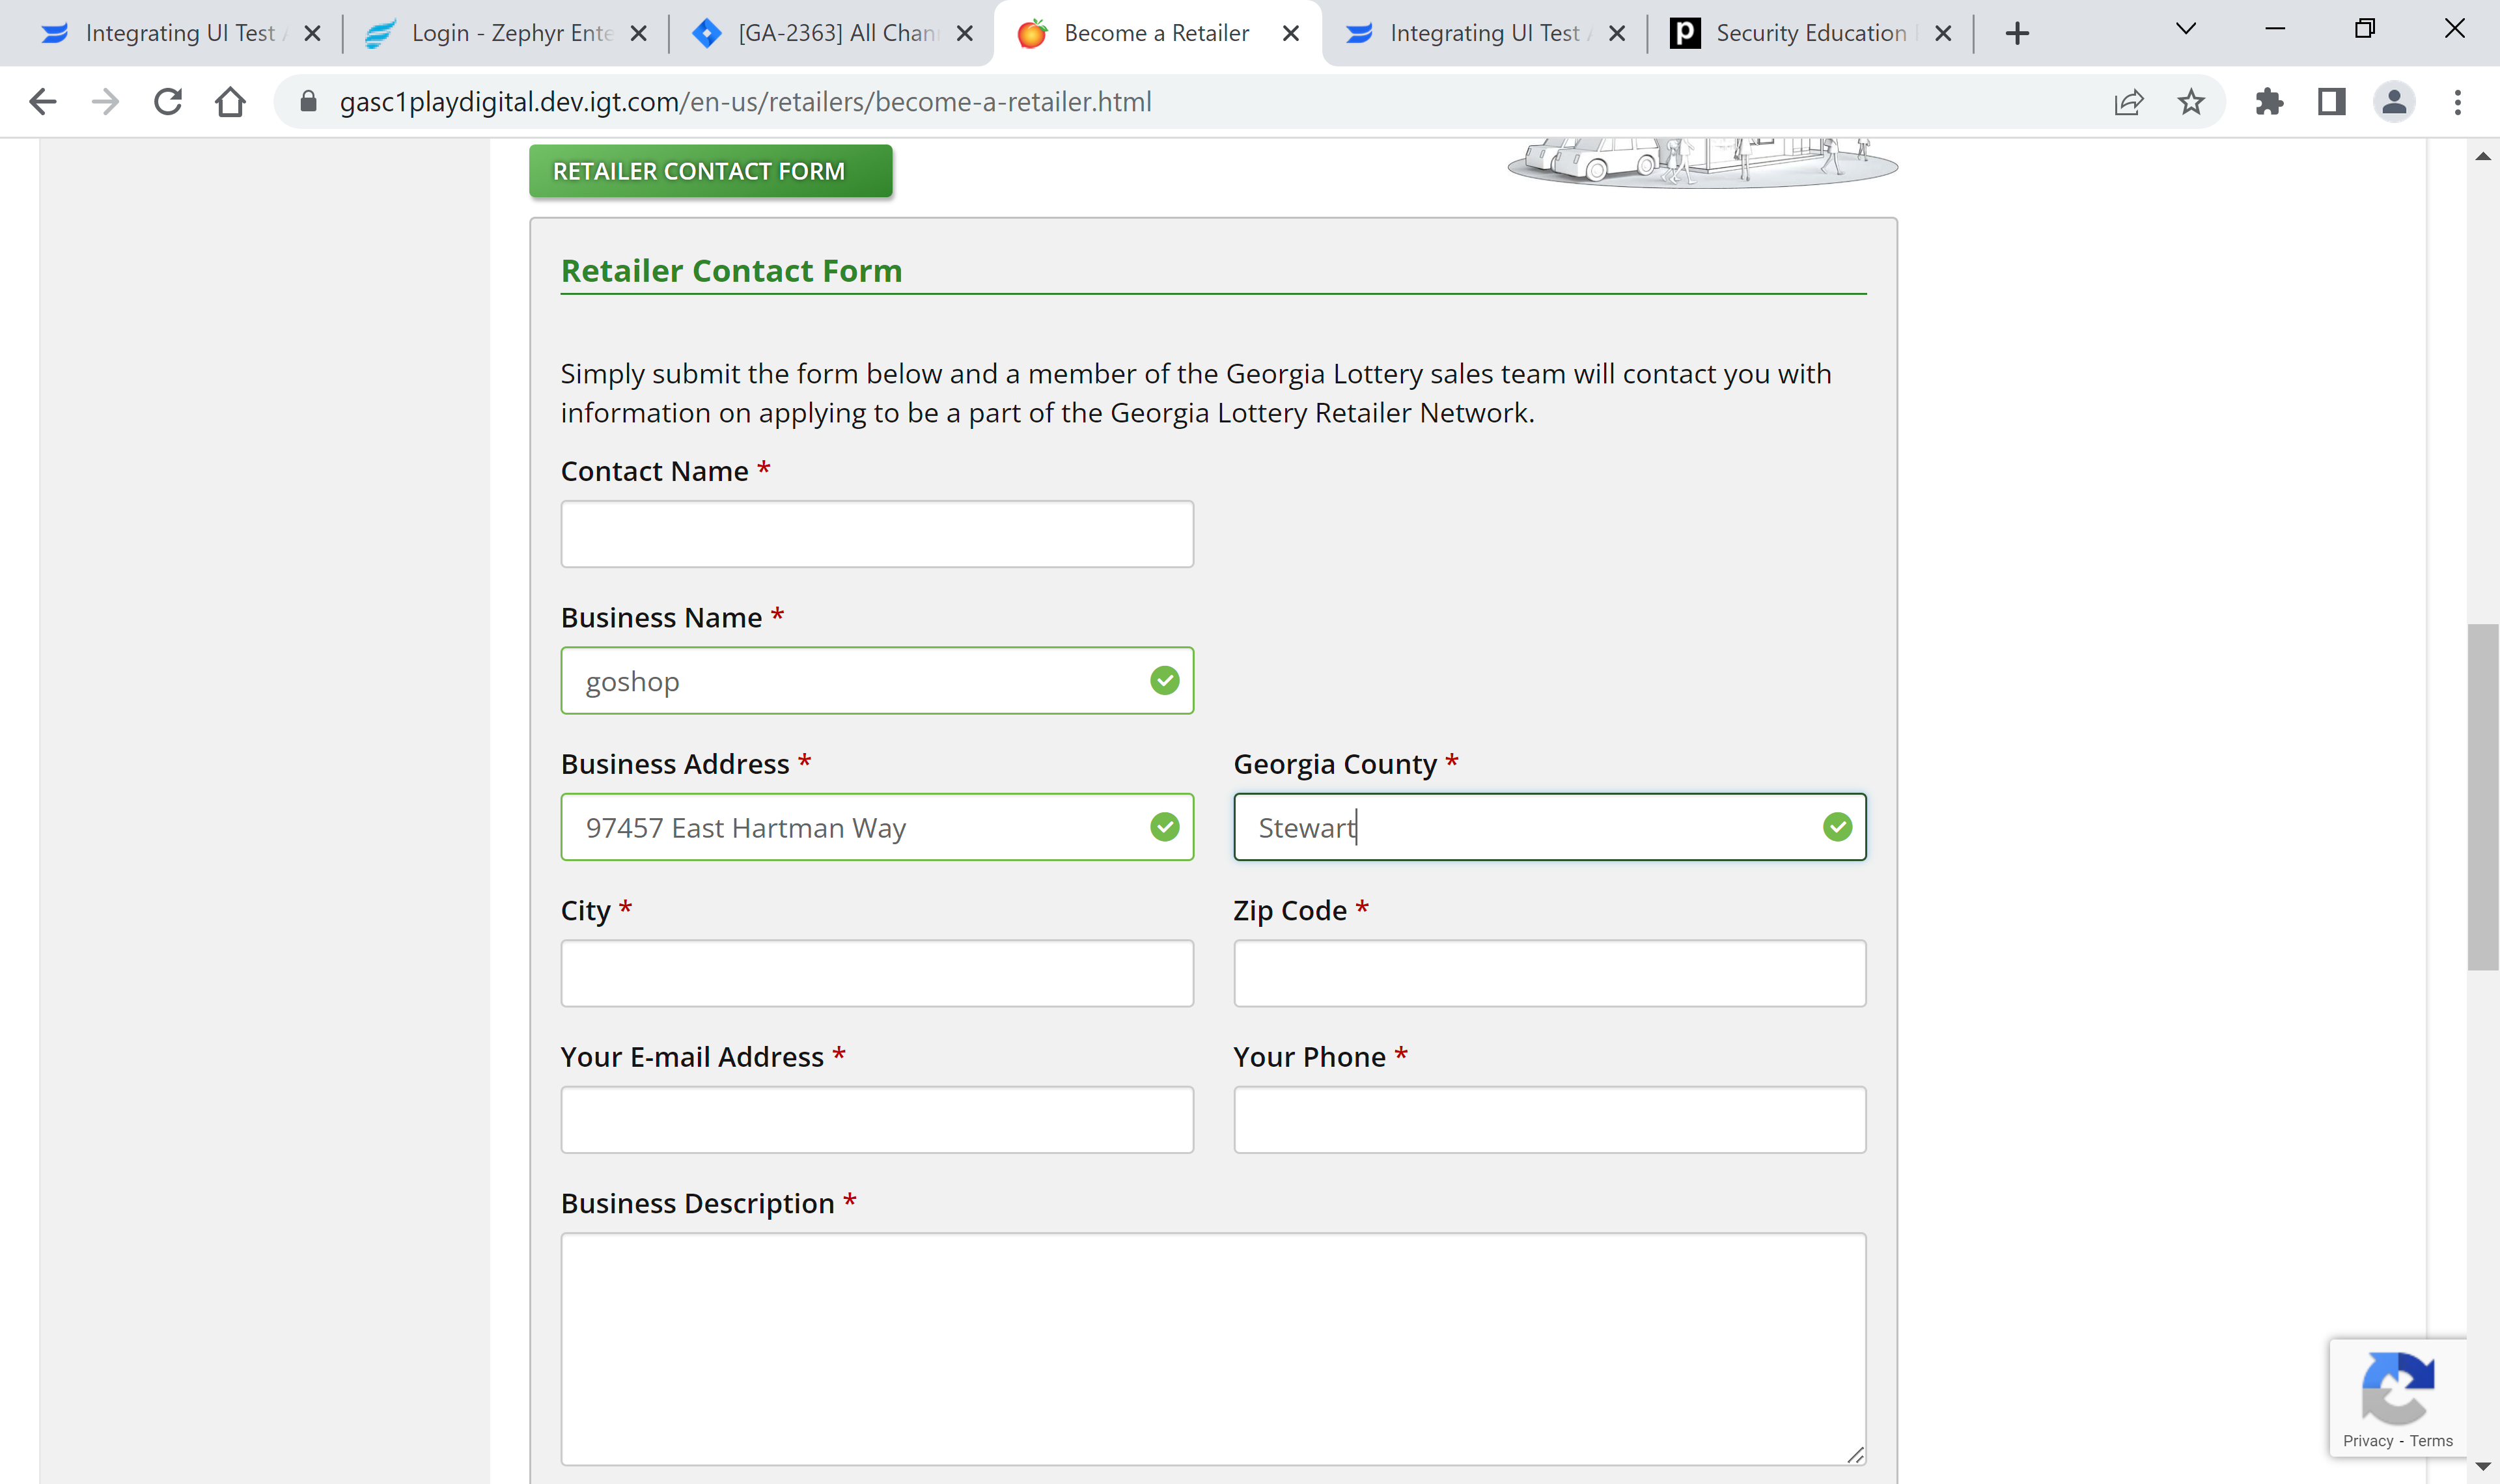 Integrating UI Test
Login - Zephyr Ente
[GA-2363] All Chan
Become a Retailer
Integrating UI Test
Security Education
gasc1playdigital.dev.igt.com/en-us/retailers/become-a-retailer.html
RETAILER CONTACT FORM
Retailer Contact Form
Simply submit the form below and a member of the Georgia Lottery sales team will contact you with
information on applying to be a part of the Georgia Lottery Retailer Network.
Contact Name *
Business Name *
goshop
Business Address *
Georgia County *
97457 East Hartman Way
Stewart
City *
Zip Code *
Your E-mail Address *
Your Phone *
Business Description *
Privacy - Terms